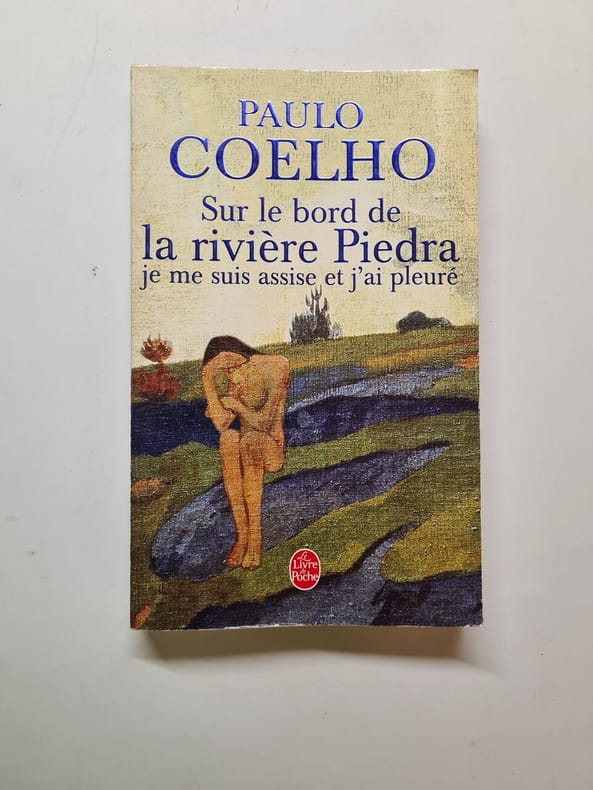 PAULO
COELHO
Sur le bord de
la rivière Piedra
je me suis assise et j'ai pleuré
Le
Livre
de
Poche